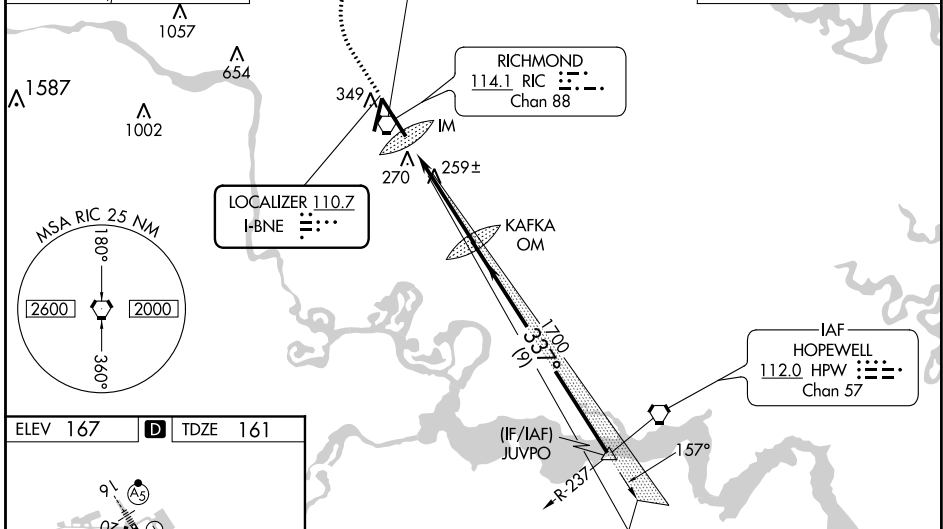 1057
654
1587
1002
349
RICHMOND
114.1 RIC
Chan 88
IM
270
259±
LOCALIZER 110.7
I-BNE
KAFKA
OM
MSA RIC 25 NM
180°
2600
2000
360°
1700
337°
(9)
IAF
HOPEWELL
112.0 HPW
Chan 57
(IF/IAF)
JUVPO
157°
R-237
ELEV 167 D TDZE 161
16
A5
20